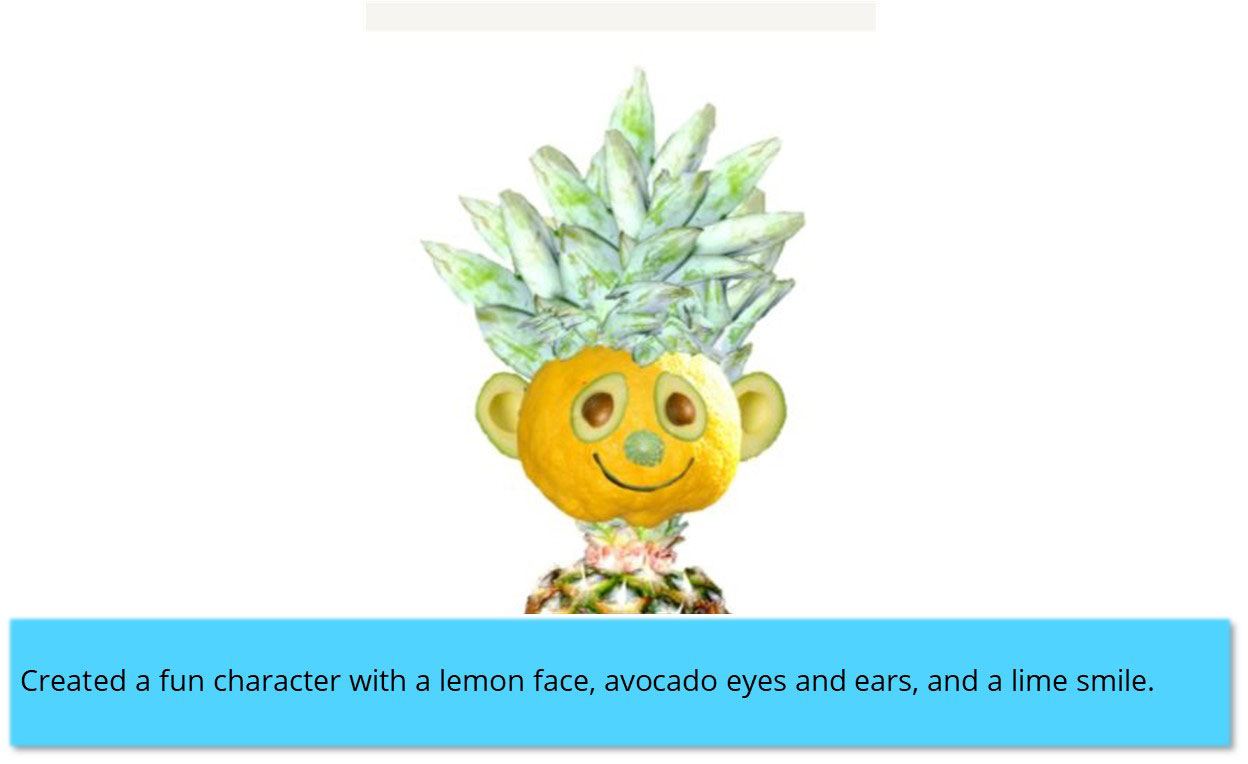 Created a fun character with a lemon face, avocado eyes and ears, and a lime smile.